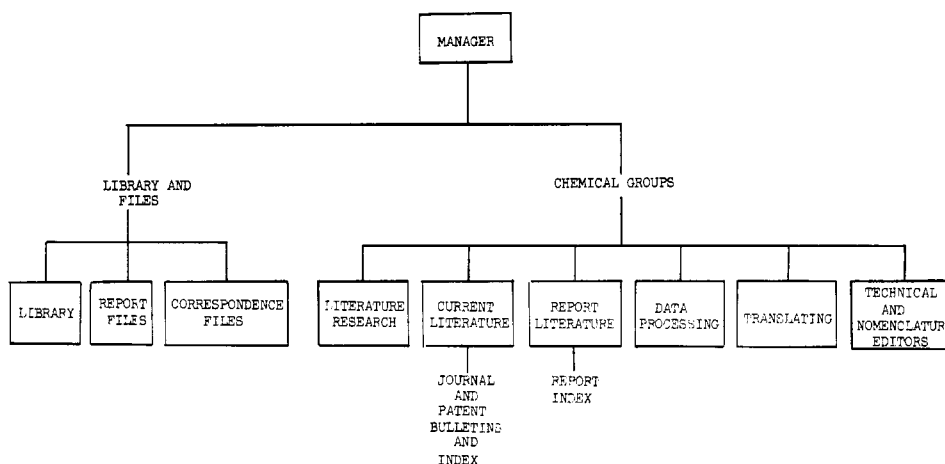 MANAGER
LIBRARY AND
FILES
CHEMICAL GROUPS
LIBRARY
REPORT
FILES
CORRESPONDENCE
FILES
LITERATURE
RESEARCH
CURRENT
LITERATURE
REPORT
LITERATURE
DATA
PROCESSING
TRANSLATING
TECHNICAL
AND
NOMENCLATURE
EDITORS
JOURNAL
AND
PATENT
BULLETINS
AND
INDEX
REPORT
INDEX